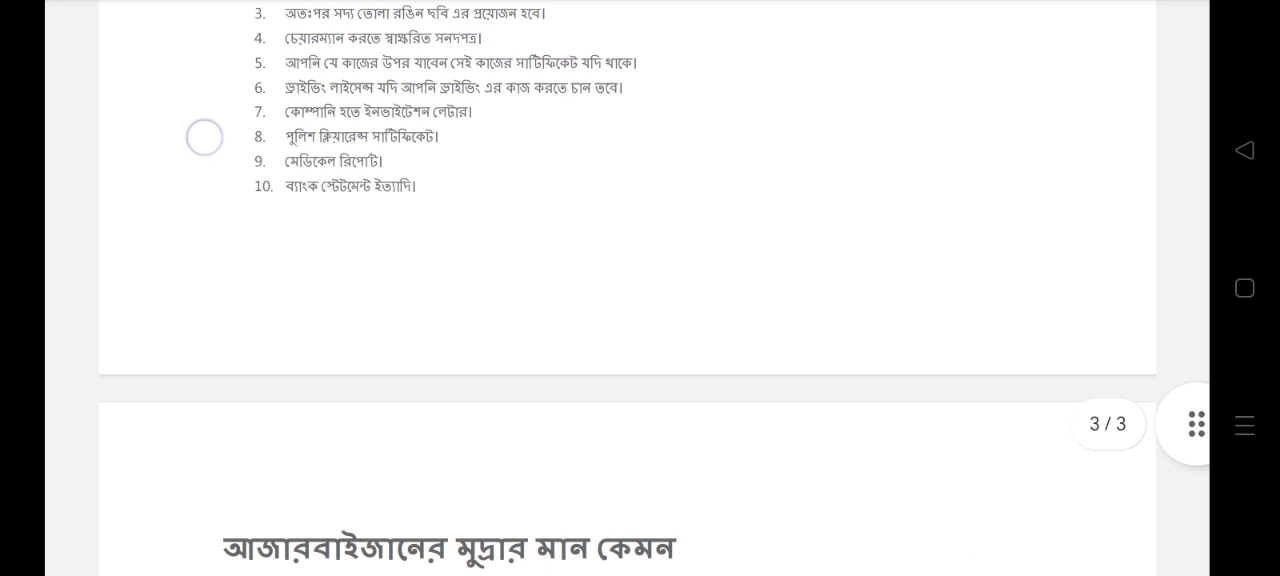 3. অতঃপর সদ্য তোলা রঙিন ছবি এর প্রয়োজন হবে।
4. চেয়ারম্যান করতে স্বাক্ষরিত সনদপত্র।
5. আপনি যে কাজের উপর যাবেন সেই কাজের সার্টিফিকেট যদি থাকে।
6. ড্রাইভিং লাইসেন্স যদি আপনি ড্রাইভিং এর কাজ করতে চান তবে।
7. কোম্পানি হতে ইনভাইটেশন লেটার।
8. পুলিশ ক্লিয়ারেন্স সার্টিফিকেট।
9. মেডিকেল রিপোর্ট।
10. ব্যাংক স্টেটমেন্ট ইত্যাদি।
3 / 3
আজারবাইজানের মুদ্রার মান কেমন